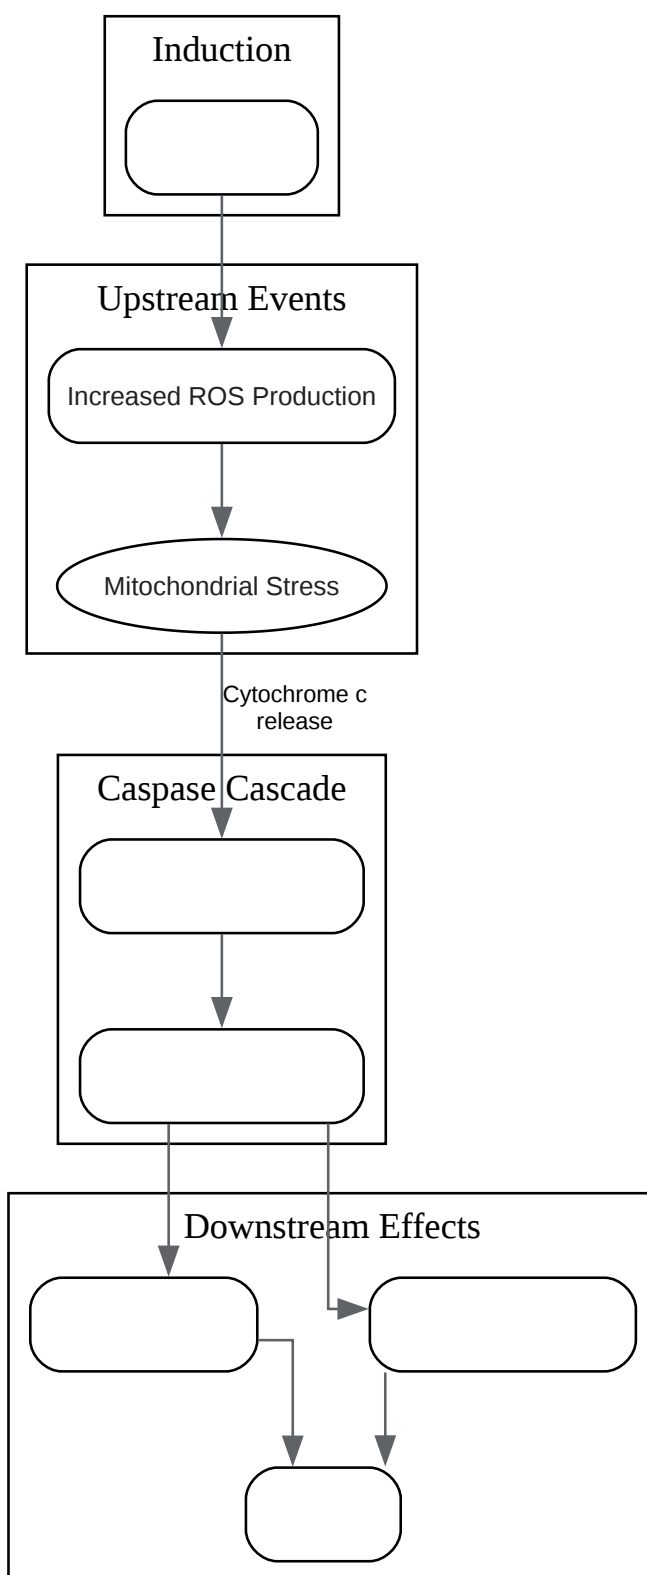 Induction
Upstream Events
Increased ROS Production
Mitochondrial Stress
Cytochrome c
release
Caspase Cascade
Downstream Effects